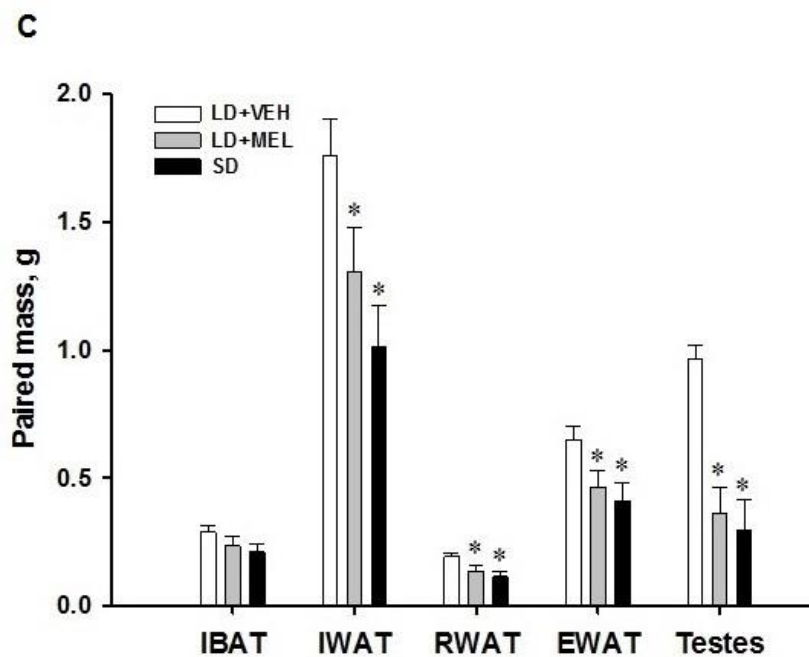 C
2.0
LD+VEH
LD+MEL
SD
1.5
*
*
Paired mass, g
1.0
0.5
* *
* *
* *
0.0
IBAT IWAT RWAT EWAT Testes